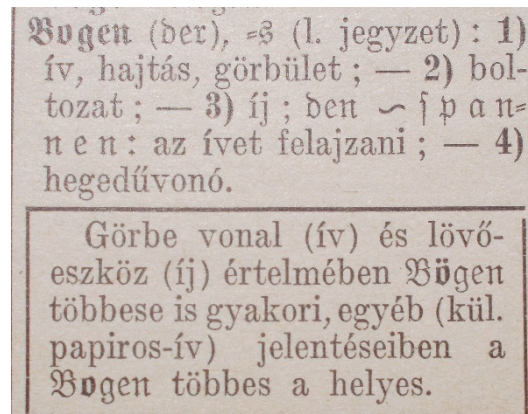 Bogen (der), =s (l. jegyzet) : 1)
ív, hajtás, görbület ; — 2) bol-
tozat ; — 3) íj ; den ∽ span=
nen : az ívet felajzani ; — 4)
hegedűvonó.
Görbe vonal (ív) és lövő-
eszköz (íj) értelmében Bögen
többese is gyakori, egyéb (kül.
papiros-ív) jelentéseiben a
Bogen többes a helyes.